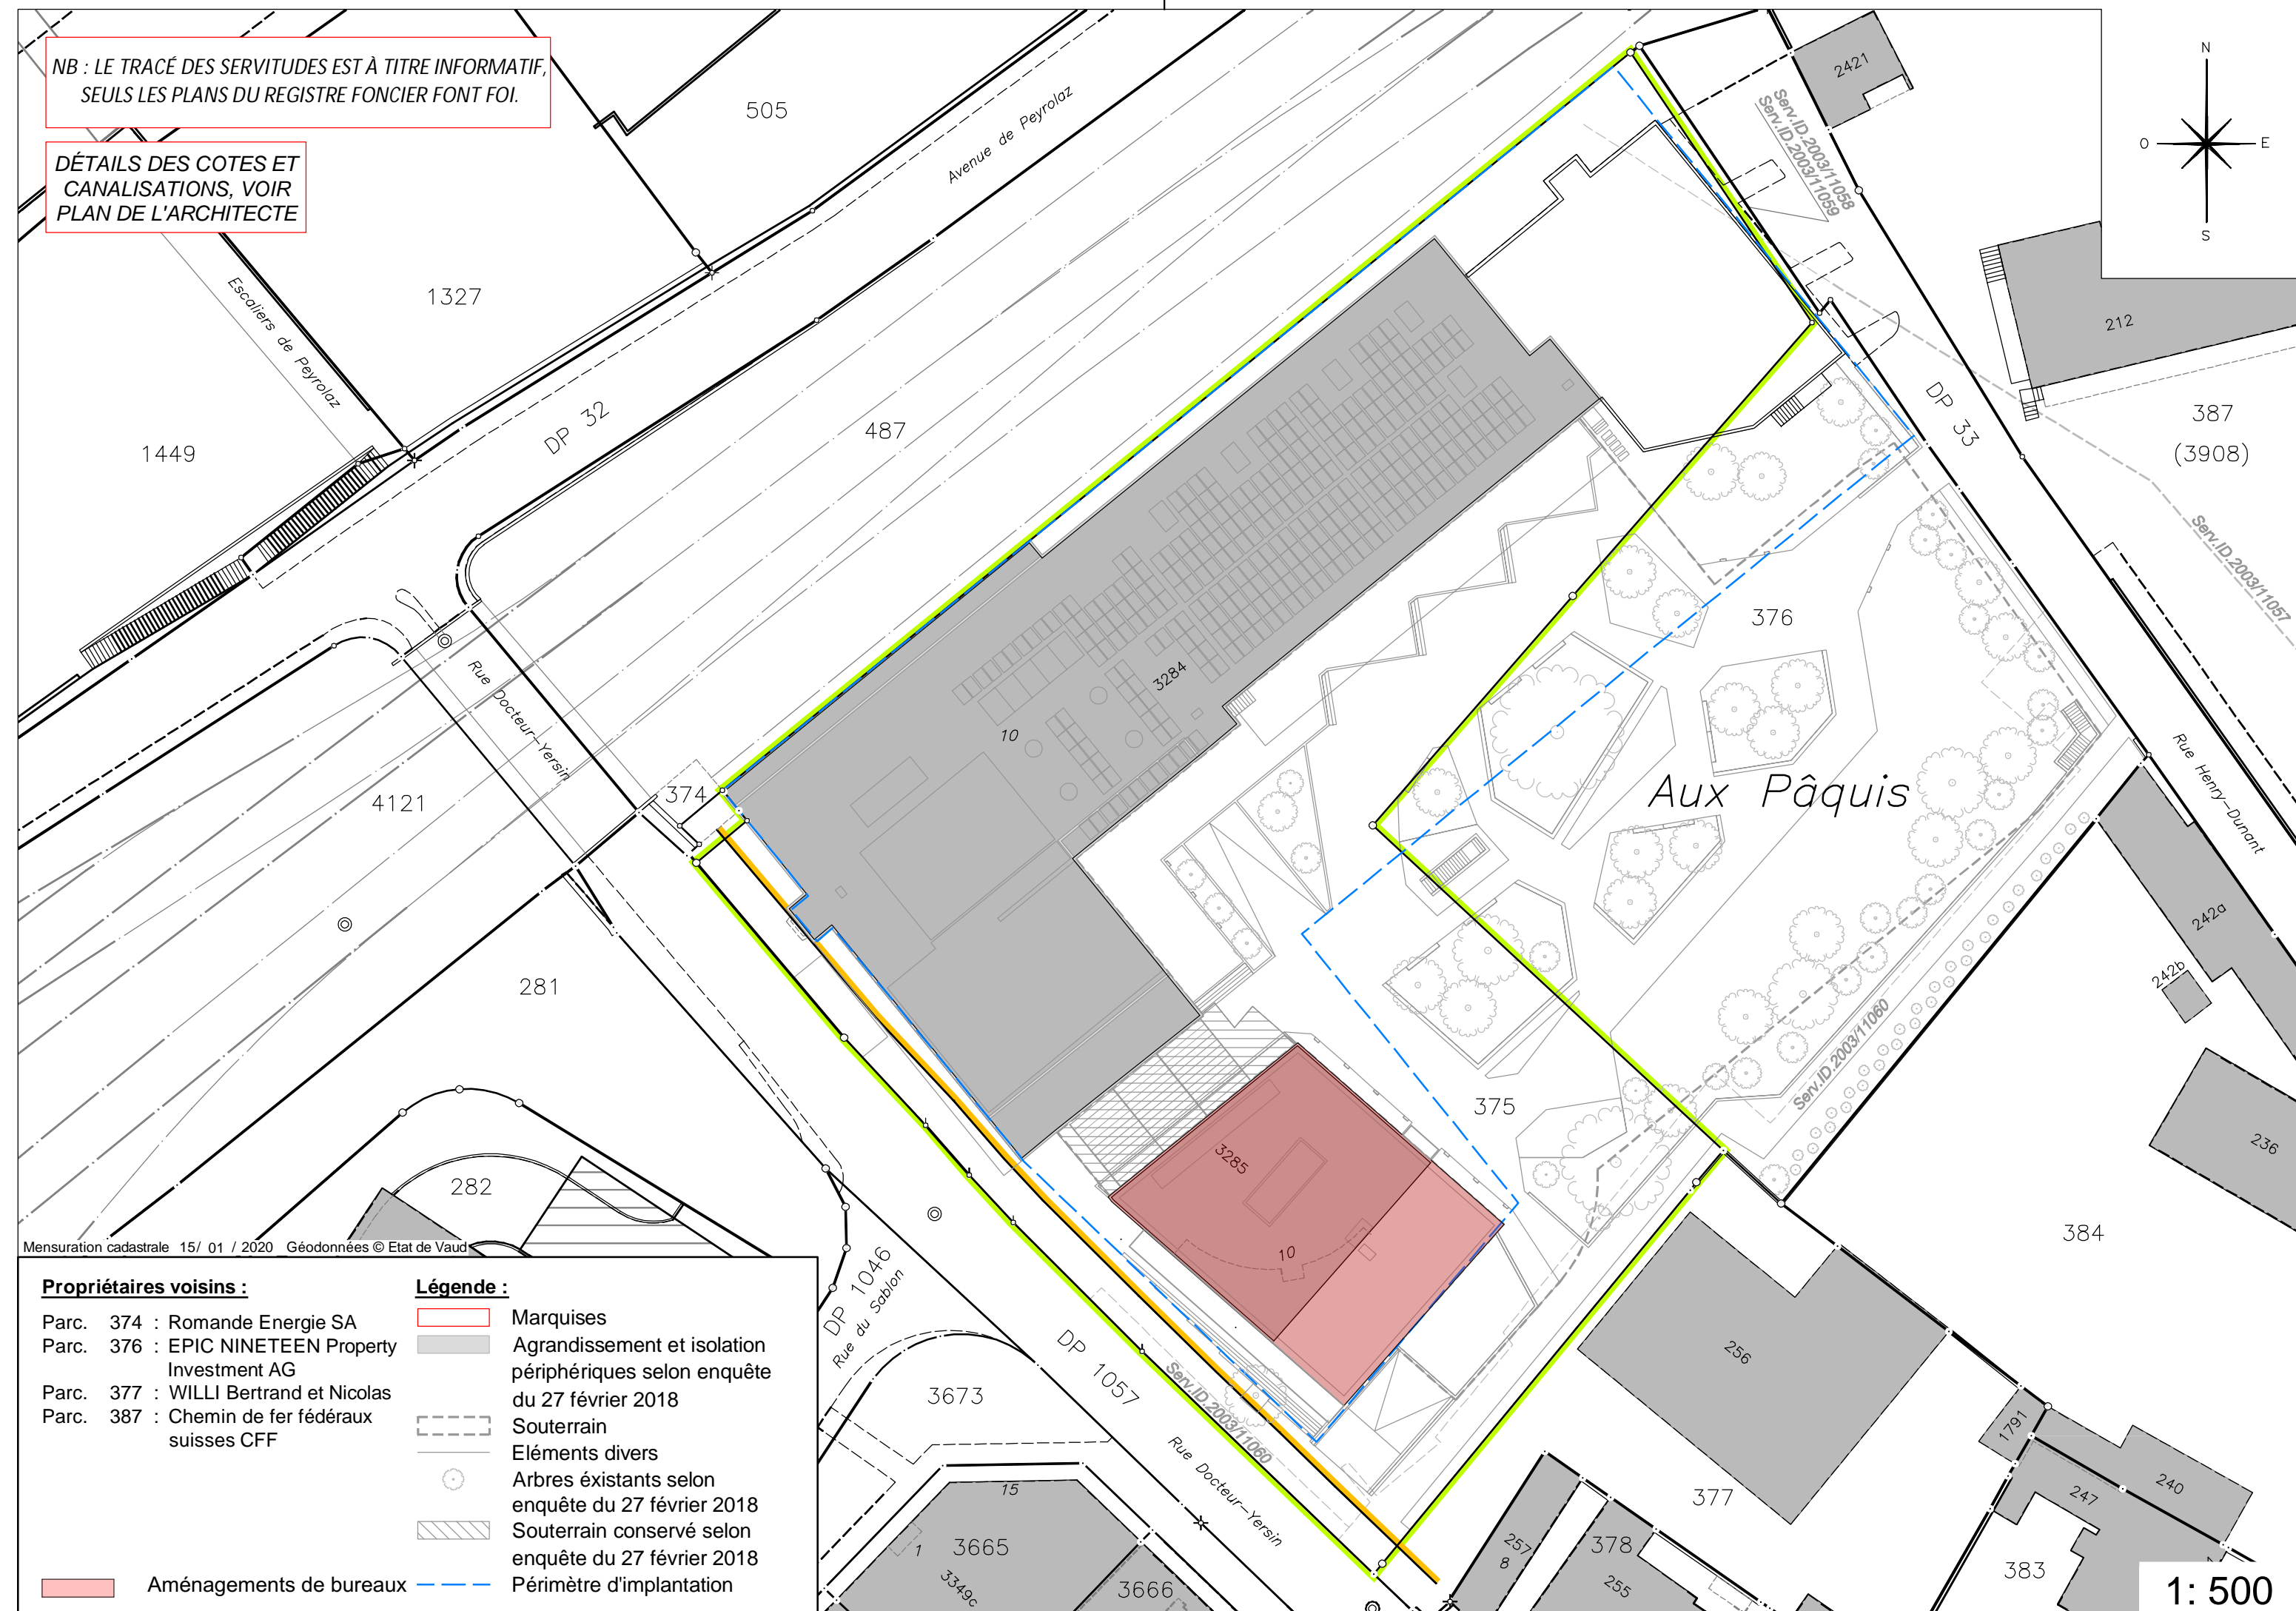 NB : LE TRACÉ DES SERVITUDES EST À TITRE INFORMATIF,
SEULS LES PLANS DU REGISTRE FONCIER FONT FOI.
DÉTAILS DES COTES ET
CANALISATIONS, VOIR
PLAN DE L'ARCHITECTE
505
Avenue de Peyrolaz
2421
Serv.ID.2003/11058
Serv.ID.2003/11059
N
O
E
S
1327
Escaliers de Peyrolaz
1449
DP 32
487
212
DP 33
387
(3908)
Serv.ID.2003/11057
376
Rue Docteur-Yersin
3284
10
374
4121
Aux Pâquis
Rue Henry-Dunant
242a
242b
281
Serv.ID.2003/11060
375
236
3285
10
282
384
DP 1046
Rue du Sablon
DP 1057
Serv.ID.2003/11060
Rue Docteur-Yersin
256
3673
1791
240
247
377
15
1
3665
3349c
3666
257
8
378
255
383
1
1: 500
Mensuration cadastrale 15/ 01 / 2020 Géodonnées © Etat de Vaud
Propriétaires voisins :
Parc. 374 : Romande Energie SA
Parc. 376 : EPIC NINETEEN Property
Investment AG
Parc. 377 : WILLI Bertrand et Nicolas
Parc. 387 : Chemin de fer fédéraux
suisses CFF
Aménagements de bureaux
Légende :
Marquises
Agrandissement et isolation
périphériques selon enquête
du 27 février 2018
Souterrain
Eléments divers
Arbres éxistants selon
enquête du 27 février 2018
Souterrain conservé selon
enquête du 27 février 2018
Périmètre d'implantation